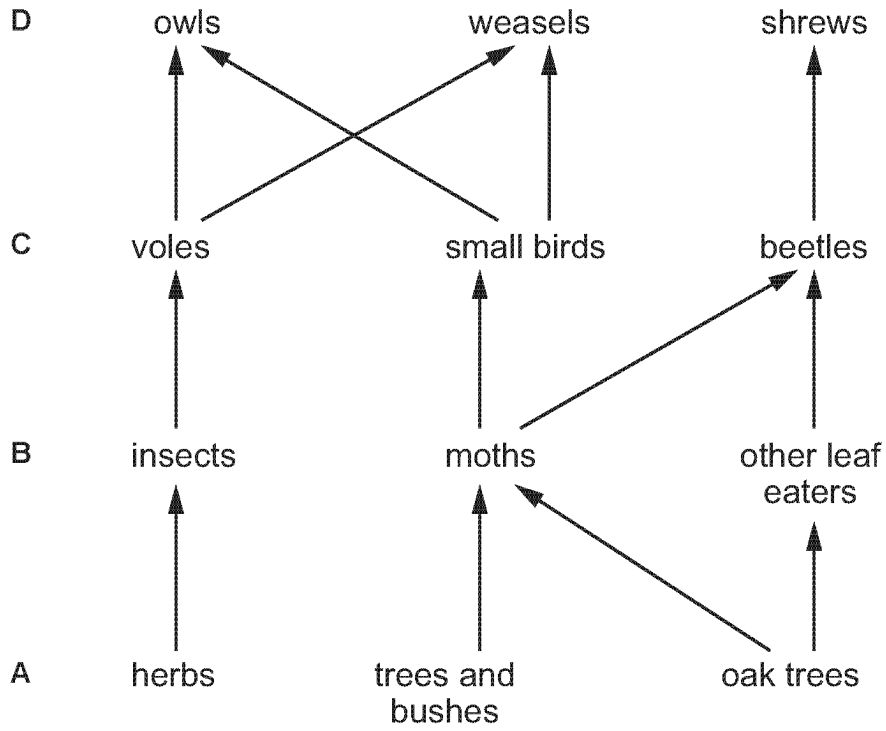 D owls weasels shrews
C voles small birds beetles
B insects moths other leaf
eaters
A herbs trees and oak trees
bushes